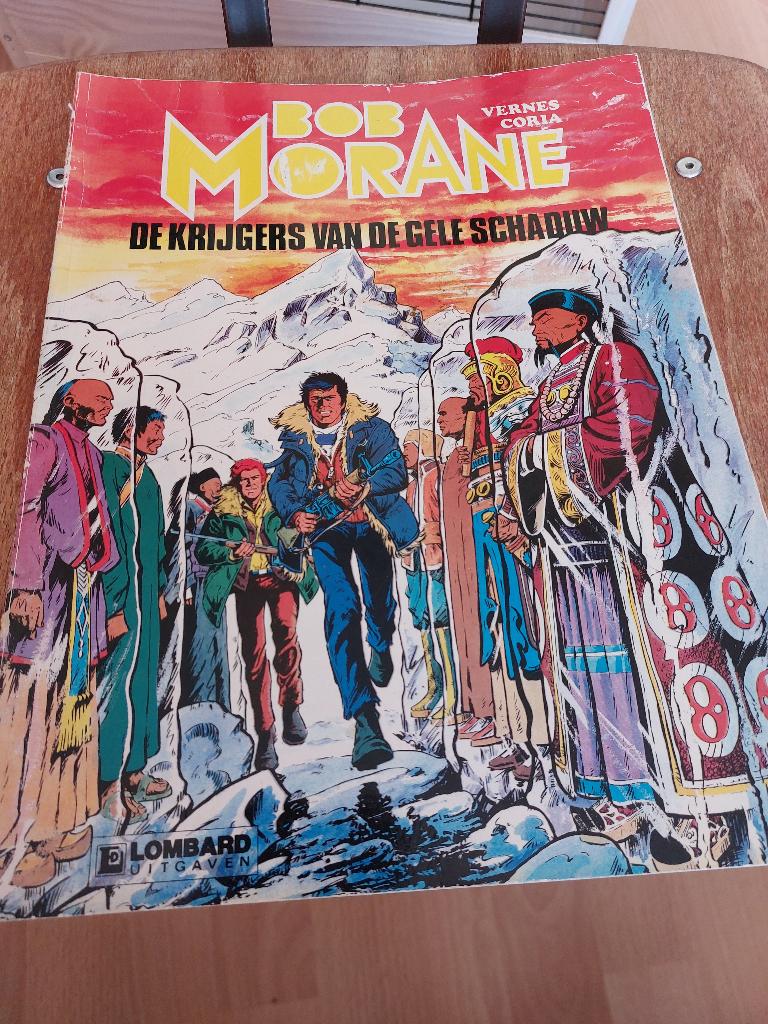 BOB
MORANE
VERNES
CORIA
DE KRIJGERS VAN DE GELE SCHADUW
LOMBARD
UITGAVEN